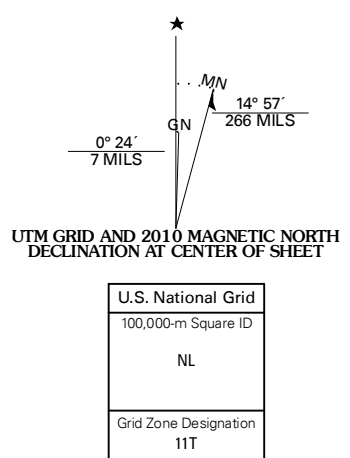 MN
14° 57´
266 MILS
GN
0° 24´
7 MILS
UTM GRID AND 2010 MAGNETIC NORTH
DECLINATION AT CENTER OF SHEET
U.S. National Grid
100,000-m Square ID
NL
Grid Zone Designation
11T